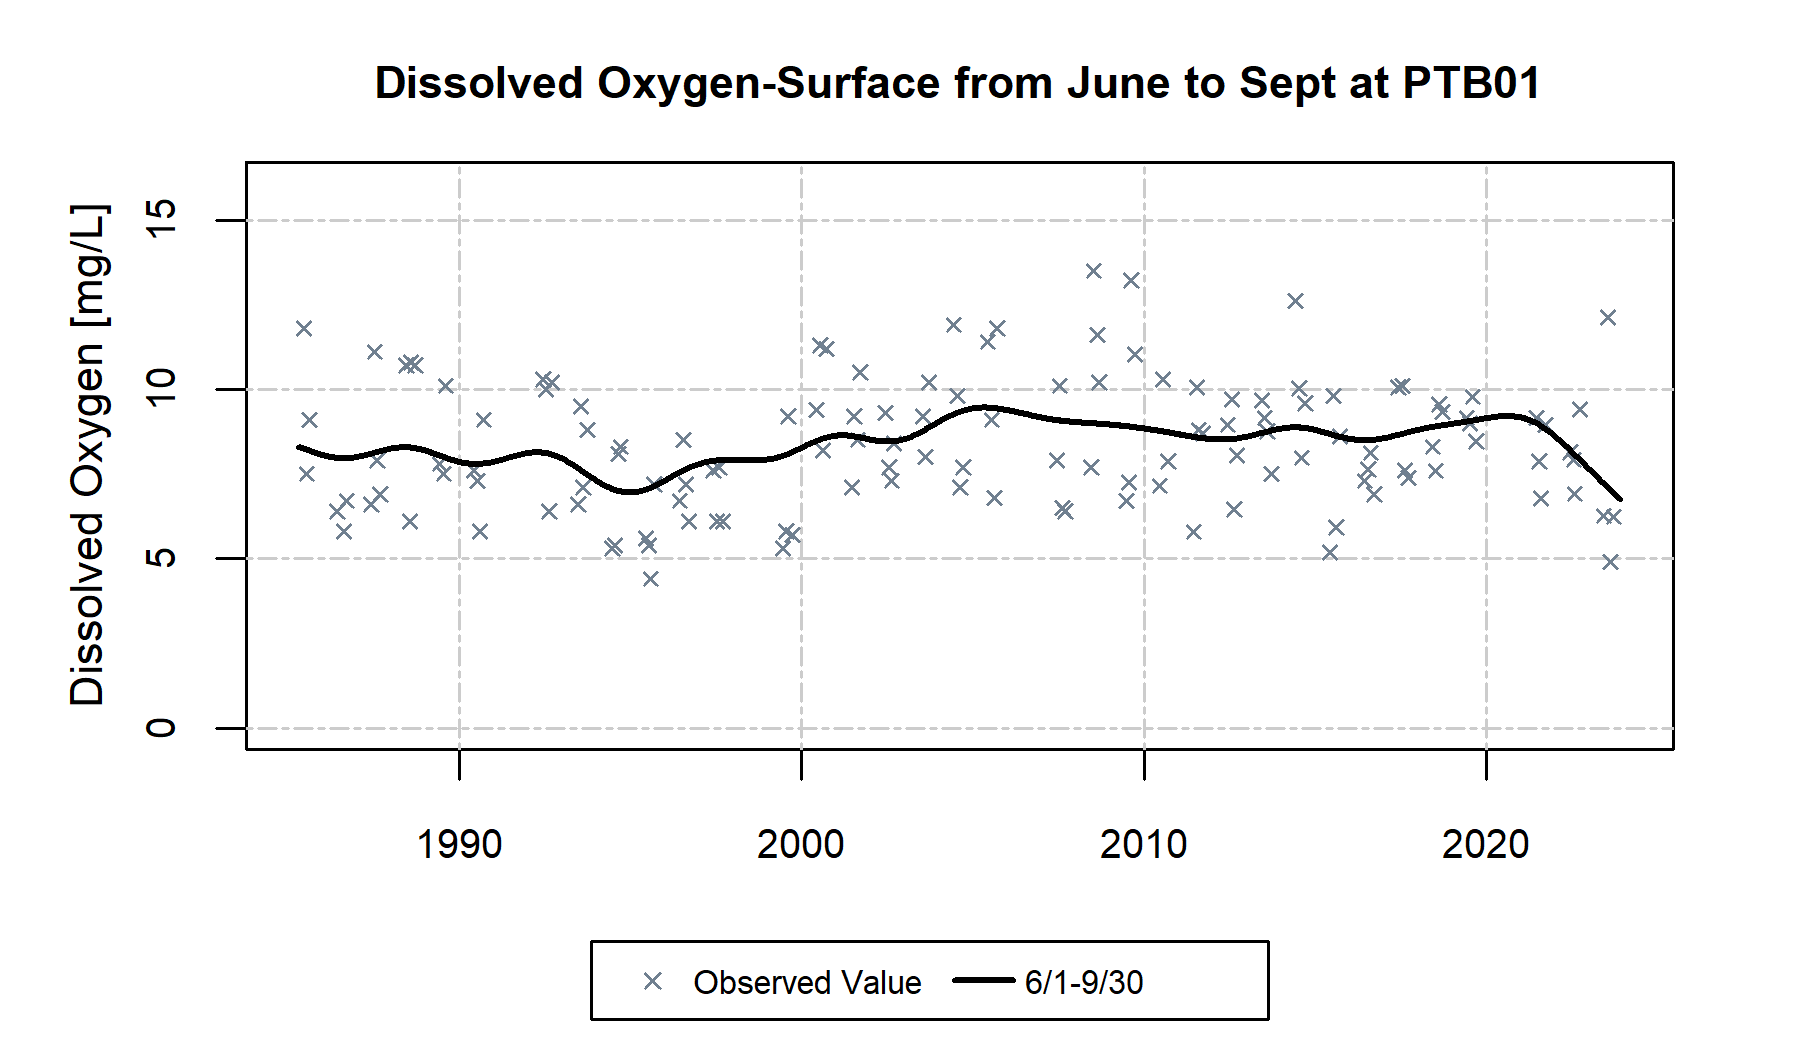 Dissolved Oxygen-Surface from June to Sept at PTB01
Dissolved Oxygen [mg/L]
15
10
5
0
1990 2000 2010 2020
Observed Value 6/1-9/30